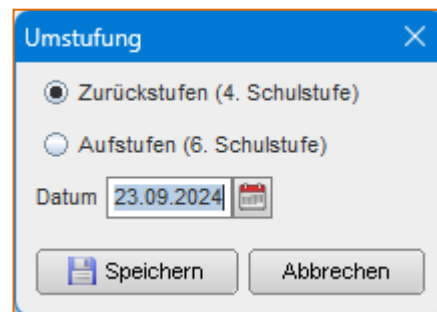 Umstufung
Zurückstufen (4. Schulstufe)
Aufstufen (6. Schulstufe)
Datum 23.09.2024
Speichern Abbrechen